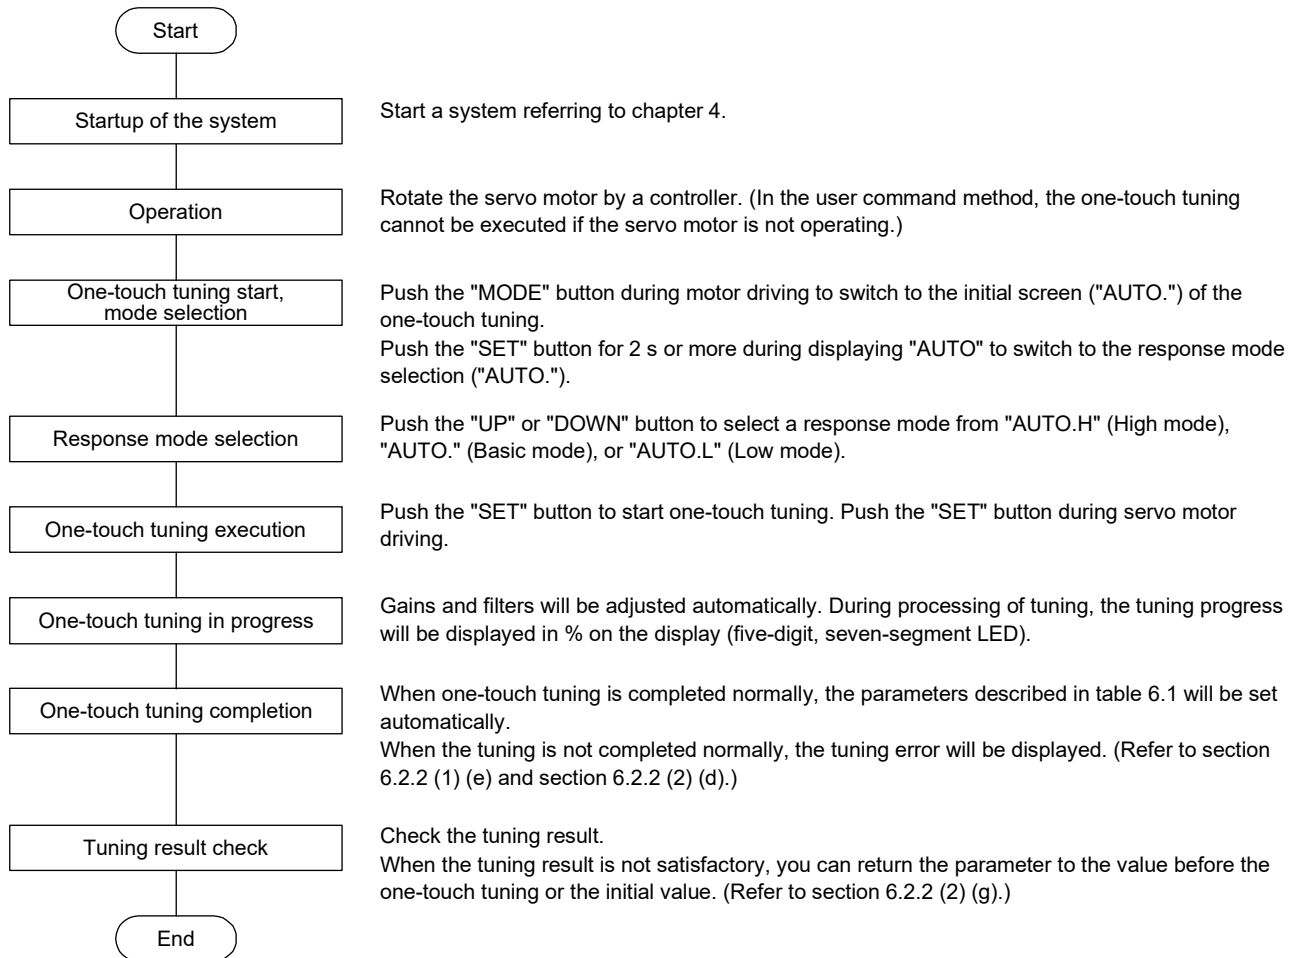 Start
Startup of the system
Start a system referring to chapter 4.
Operation
Rotate the servo motor by a controller. (In the user command method, the one-touch tuning
cannot be executed if the servo motor is not operating.)
One-touch tuning start,
mode selection
Push the "MODE" button during motor driving to switch to the initial screen ("AUTO.") of the
one-touch tuning.
Push the "SET" button for 2 s or more during displaying "AUTO" to switch to the response mode
selection ("AUTO.").
Response mode selection
Push the "UP" or "DOWN" button to select a response mode from "AUTO.H" (High mode),
"AUTO." (Basic mode), or "AUTO.L" (Low mode).
One-touch tuning execution
Push the "SET" button to start one-touch tuning. Push the "SET" button during servo motor
driving.
One-touch tuning in progress
Gains and filters will be adjusted automatically. During processing of tuning, the tuning progress
will be displayed in % on the display (five-digit, seven-segment LED).
One-touch tuning completion
When one-touch tuning is completed normally, the parameters described in table 6.1 will be set
automatically.
When the tuning is not completed normally, the tuning error will be displayed. (Refer to section
6.2.2 (1) (e) and section 6.2.2 (2) (d).)
Tuning result check
Check the tuning result.
When the tuning result is not satisfactory, you can return the parameter to the value before the
one-touch tuning or the initial value. (Refer to section 6.2.2 (2) (g).)
End